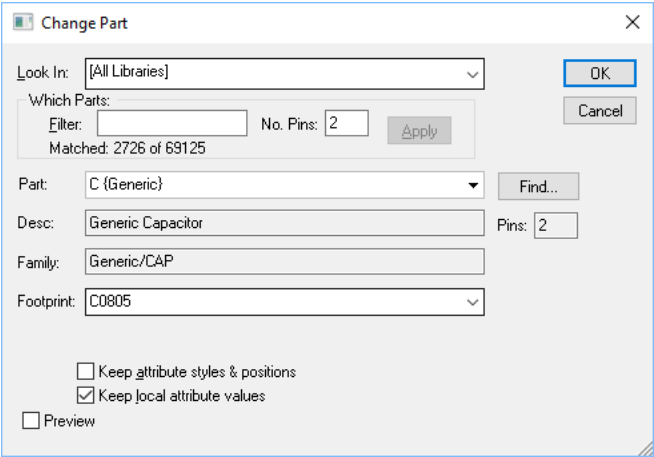 Change Part
Look In: [All Libraries]
OK
Which Parts:
Cancel
Filter: No. Pins: 2 Apply
Matched: 2726 of 69125
Part: C {Generic} Find...
Desc: Generic Capacitor Pins: 2
Family: Generic/CAP
Footprint: C0805
Keep attribute styles & positions
Keep local attribute values
Preview